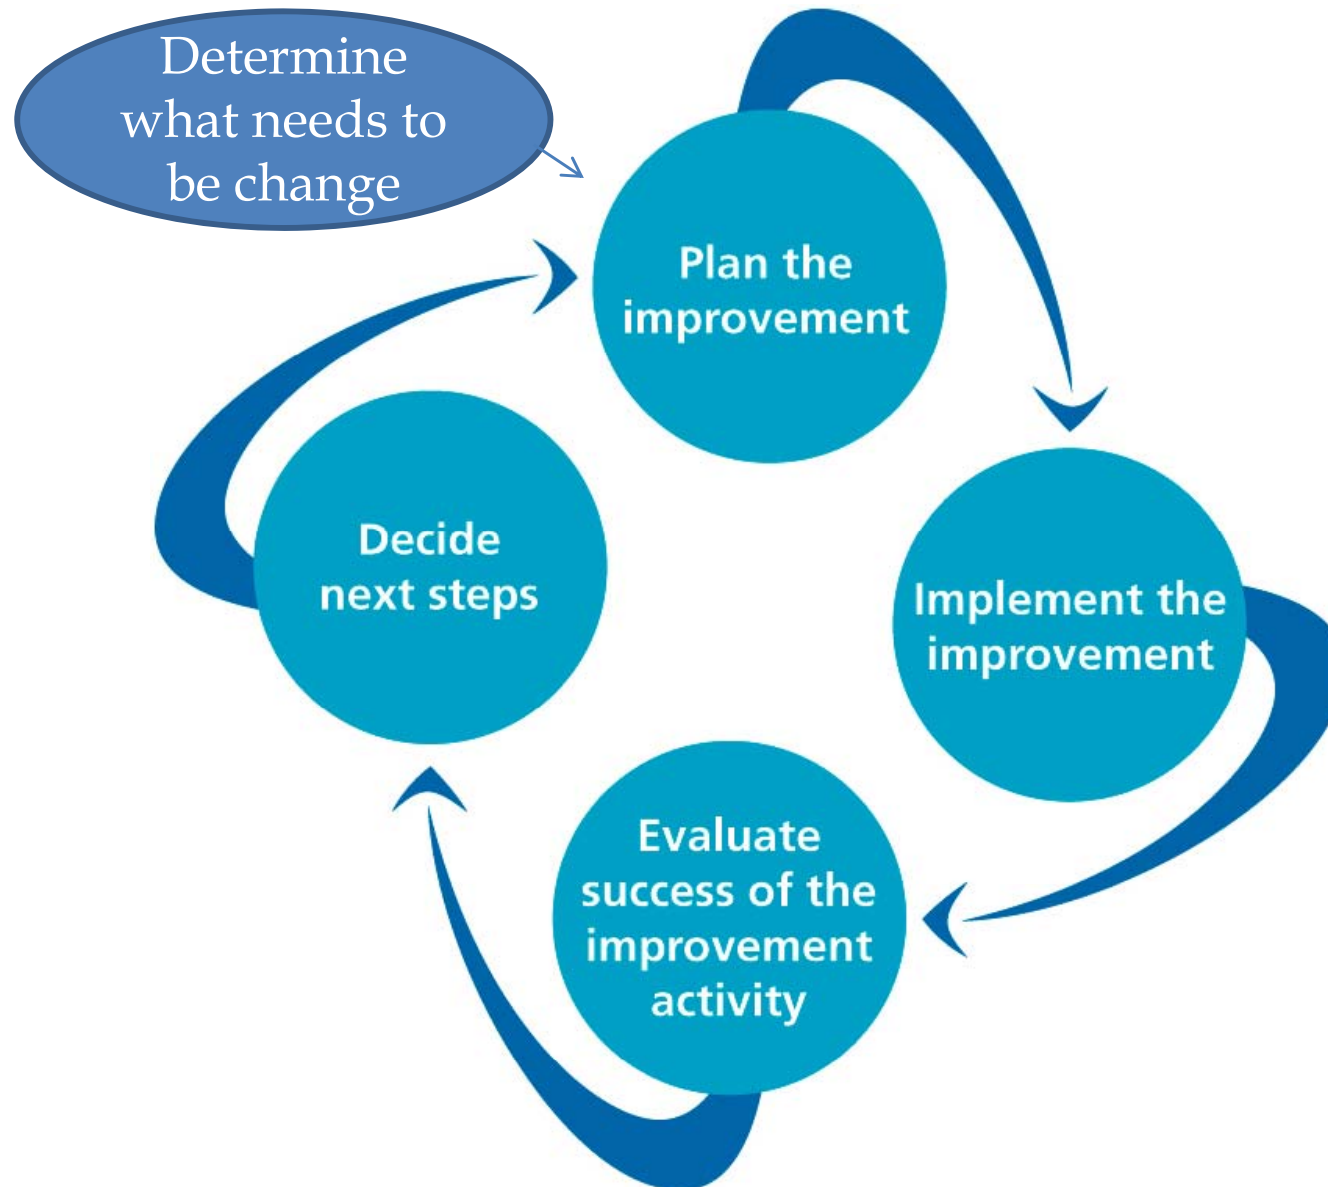 Determine
what needs to
be change
Plan the
improvement
Implement the
improvement
Evaluate
success of the
improvement
activity
Decide
next steps